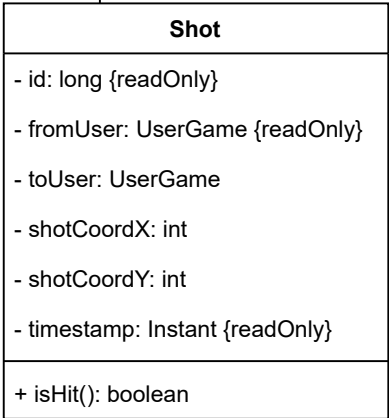 Shot
- id: long {readOnly}
- fromUser: UserGame {readOnly}
- toUser: UserGame
- shotCoordX: int
- shotCoordY: int
- timestamp: Instant {readOnly}
+ isHit(): boolean